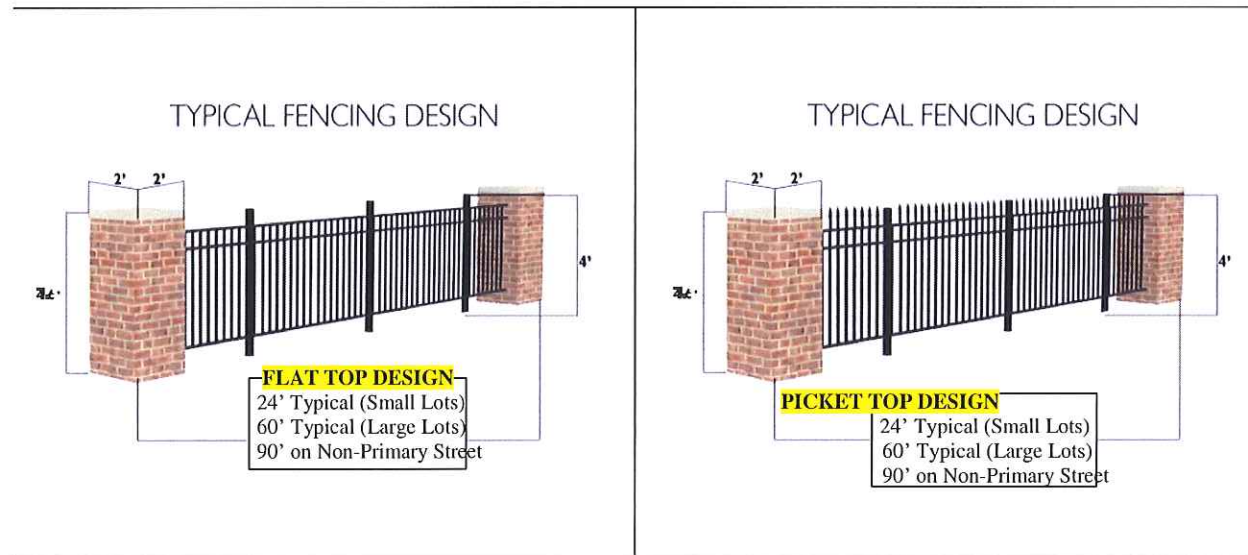 TYPICAL FENCING DESIGN
2' 2'
4'
FLAT TOP DESIGN
24’ Typical (Small Lots)
60’ Typical (Large Lots)
90’ on Non-Primary Street
TYPICAL FENCING DESIGN
2' 2'
4'
PICKET TOP DESIGN
24’ Typical (Small Lots)
60’ Typical (Large Lots)
90’ on Non-Primary Street